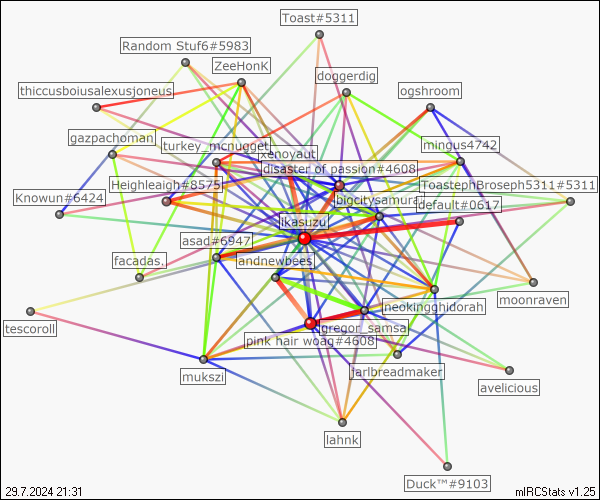 Toast#5311
Random Stuf6#5983
ZeeHonK
doggerdig
thiccusboiusalexusjoneus
ogshroom
gazpachoman
turkey_mcnugget
mingus4742
xenoyaut
disaster of passion#4608
Heighleaigh#8575
ToastephBroseph5311#5311
Knowun#6424
bigcitysamurai
default#0617
ikasuzu
asad#6947
facadas.
landnewbees
moonraven
neokingghidorah
tescoroll
gregor_samsa
pink hair woag#4608
mukszi
jarlbreadmaker
avelicious
lahnk
Duck™#9103
29.7.2024 21:31
mIRCStats v1.25